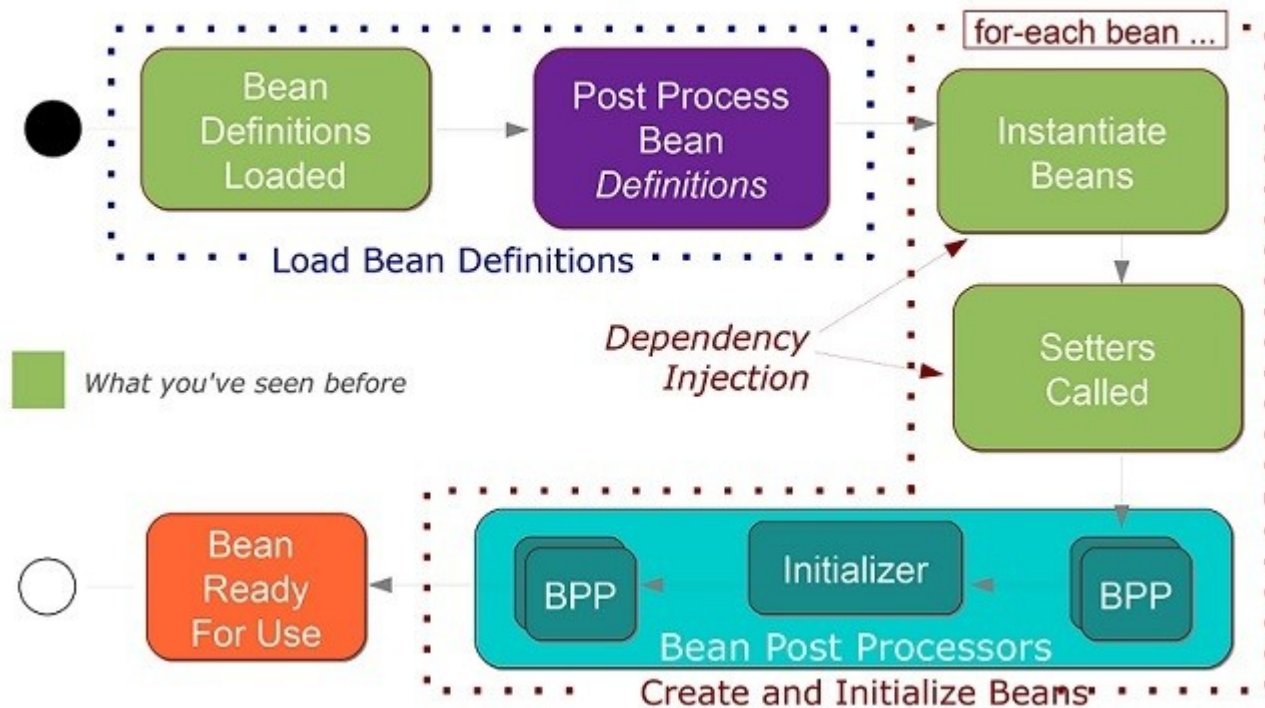 for-each bean ...
Bean
Definitions
Loaded
Post Process
Bean
Definitions
Instantiate
Beans
Load Bean Definitions
Dependency
Injection
Setters
Called
What you've seen before
Bean
Ready
For Use
BPP
Initializer
BPP
Bean Post Processors
Create and Initialize Beans